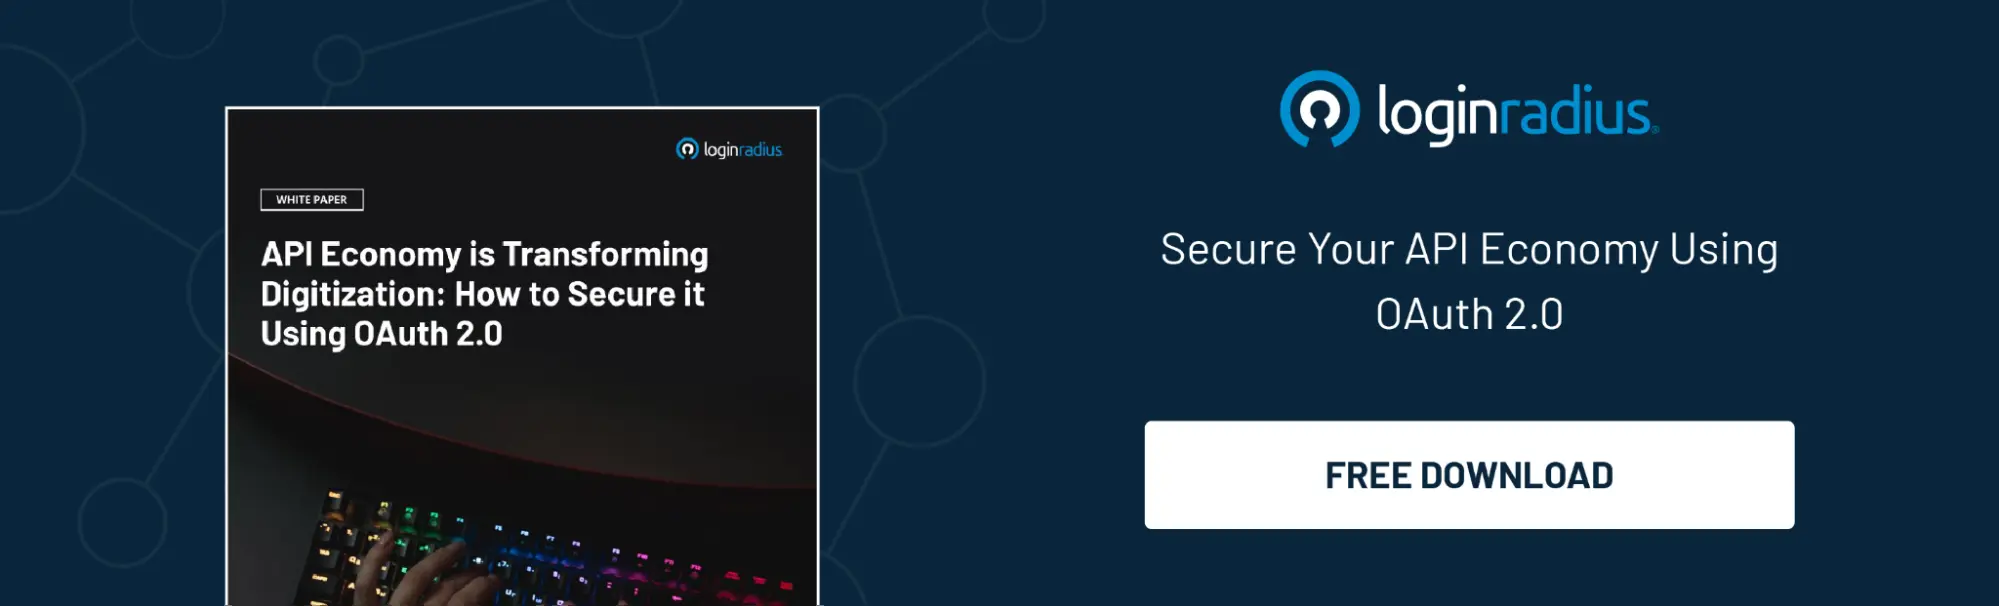 loginradius
WHITE PAPER
API Economy is Transforming
Digitization: How to Secure it
Using OAuth 2.0
loginradius®
Secure Your API Economy Using
OAuth 2.0
FREE DOWNLOAD